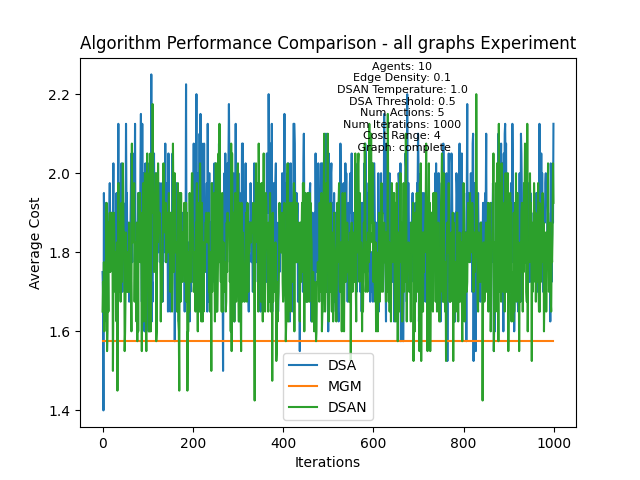 Algorithm Performance Comparison - all graphs Experiment
Agents: 10
Edge Density: 0.1
DSAN Temperature: 1.0
DSA Threshold: 0.5
Num Actions: 5
Num Iterations: 1000
Cost Range: 4
Graph: complete
Average Cost
2.2
2.0
1.8
1.6
1.4
DSA
MGM
DSAN
0
200
400
600
800
1000
Iterations